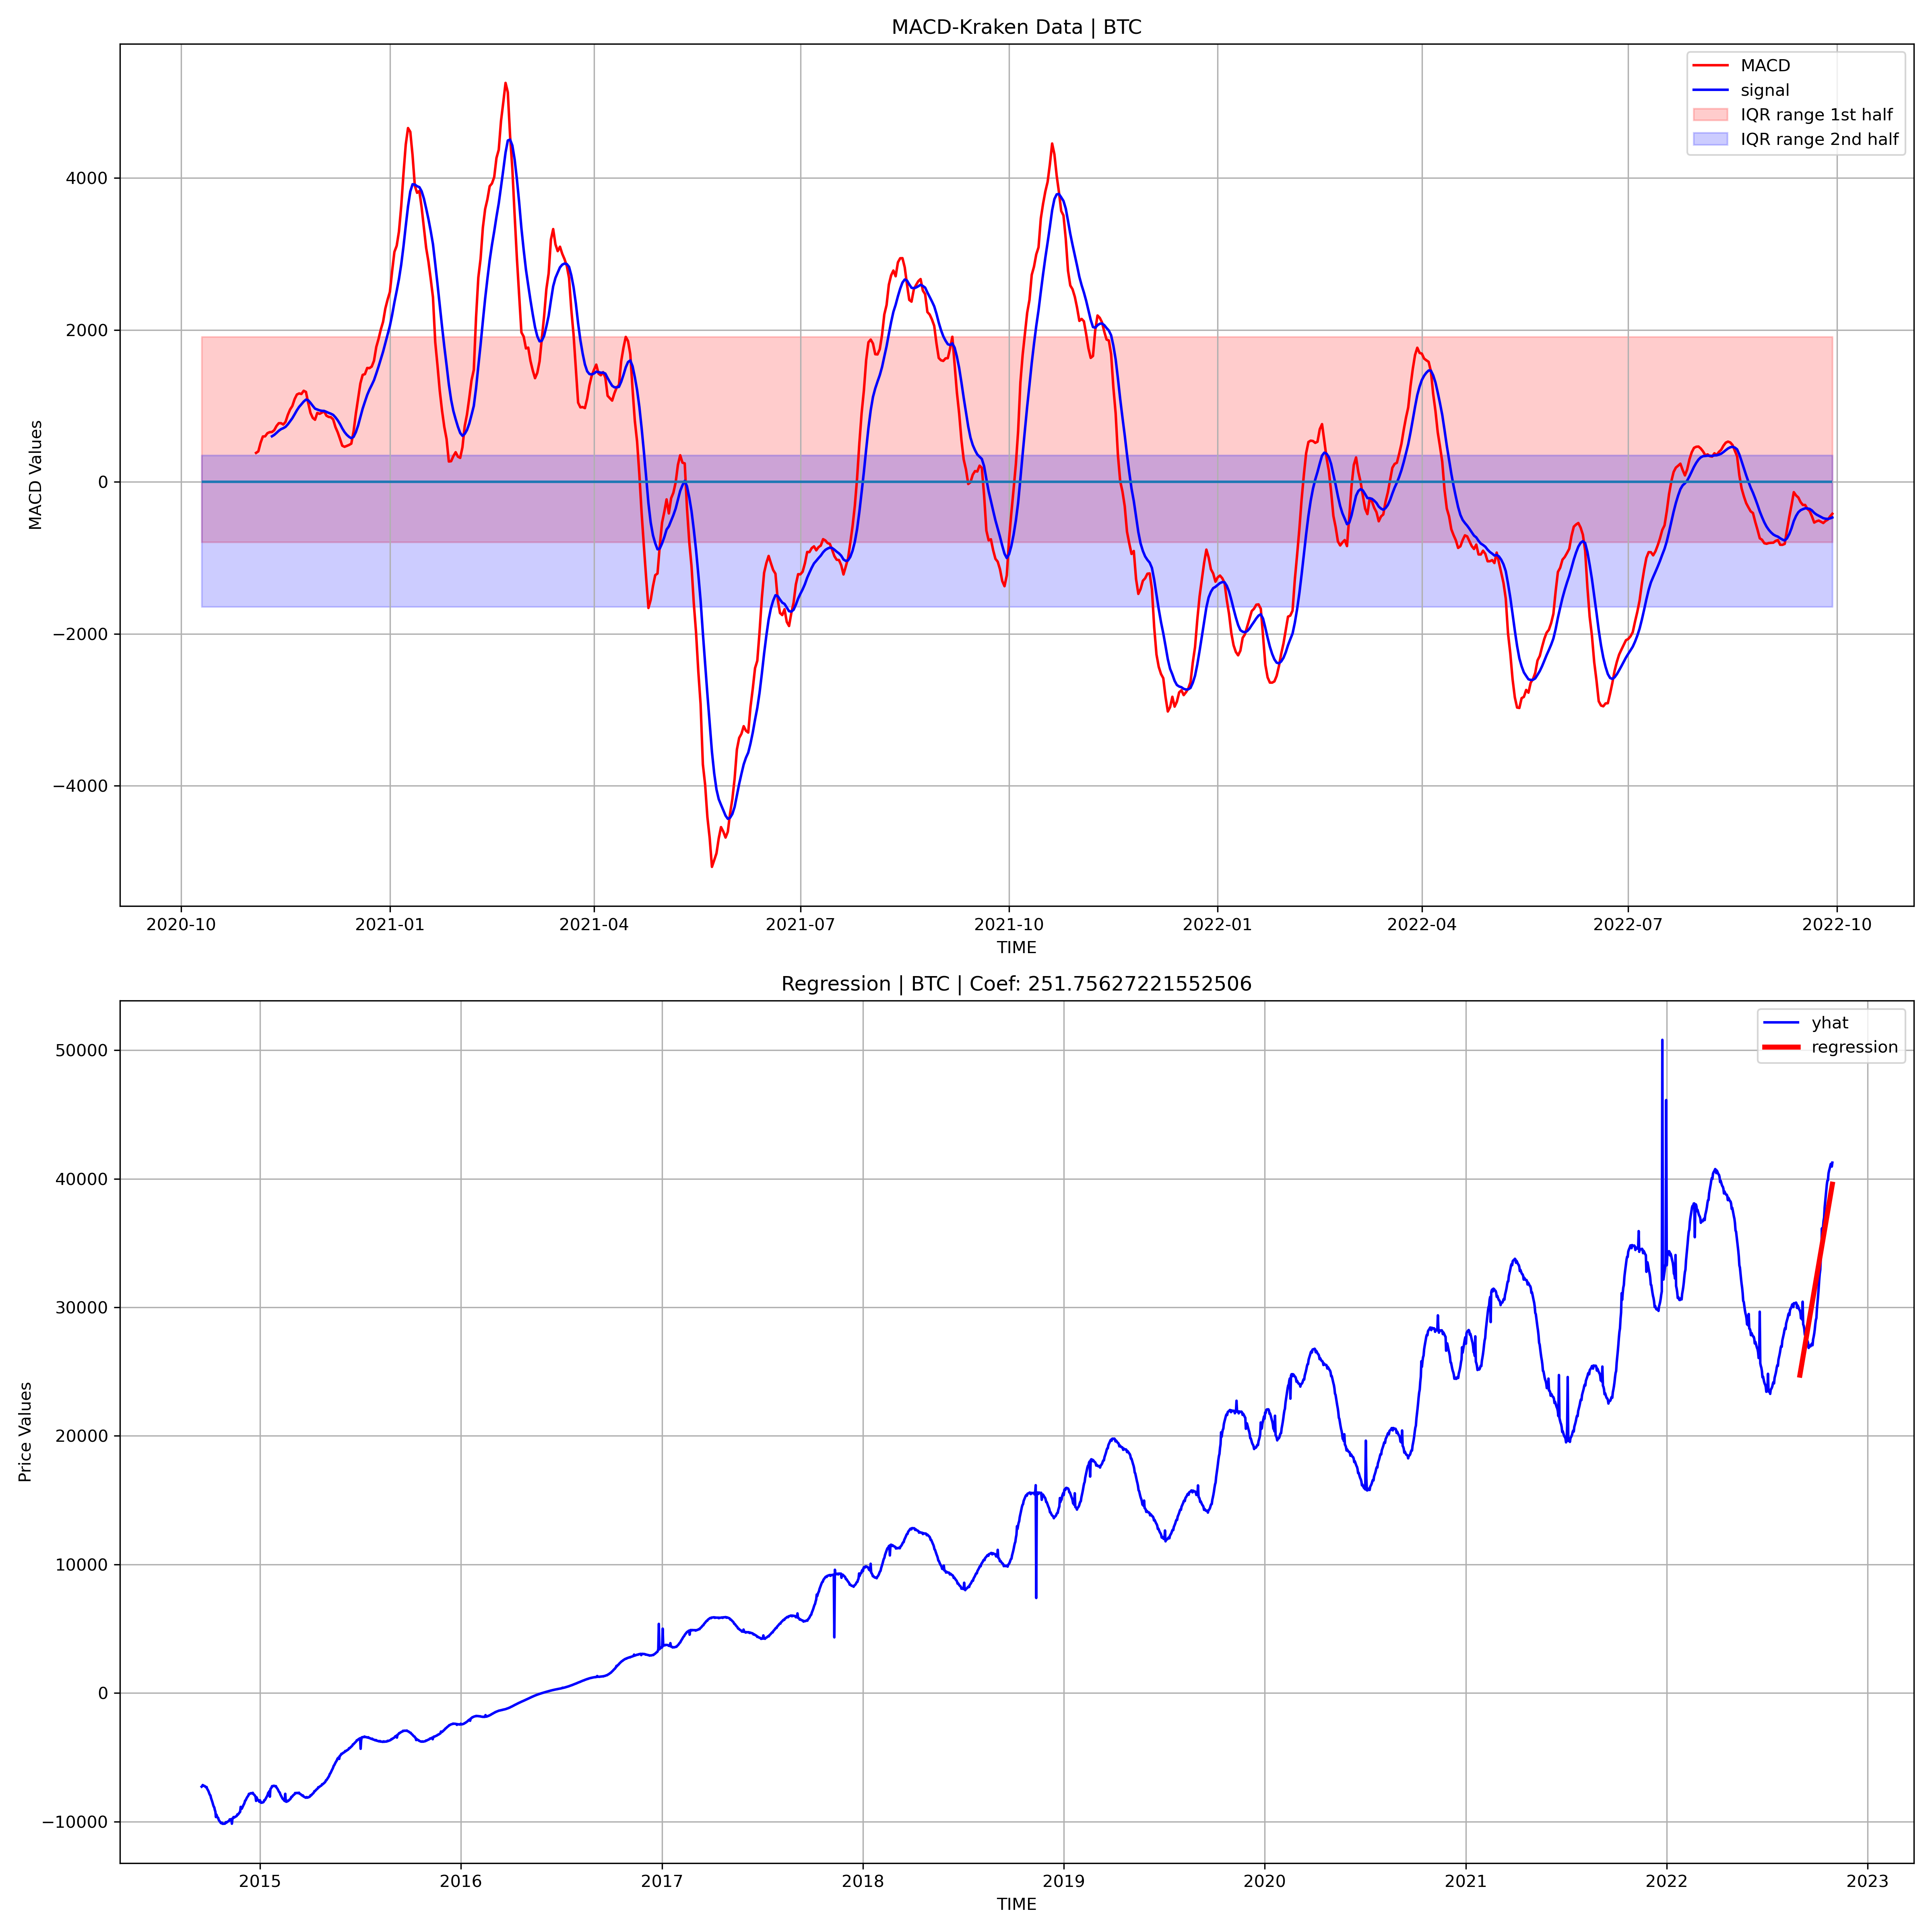 MACD-Kraken Data | BTC
MACD
signal
IQR range 1st half
IQR range 2nd half
MACD Values
4000
2000
0
−2000
−4000
2020-10 2021-01 2021-04 2021-07 2021-10 2022-01 2022-04 2022-07 2022-10
TIME
Regression | BTC | Coef: 251.75627221552506
yhat
regression
Price Values
50000
40000
30000
20000
10000
0
−10000
2015 2016 2017 2018 2019 2020 2021 2022 2023
TIME